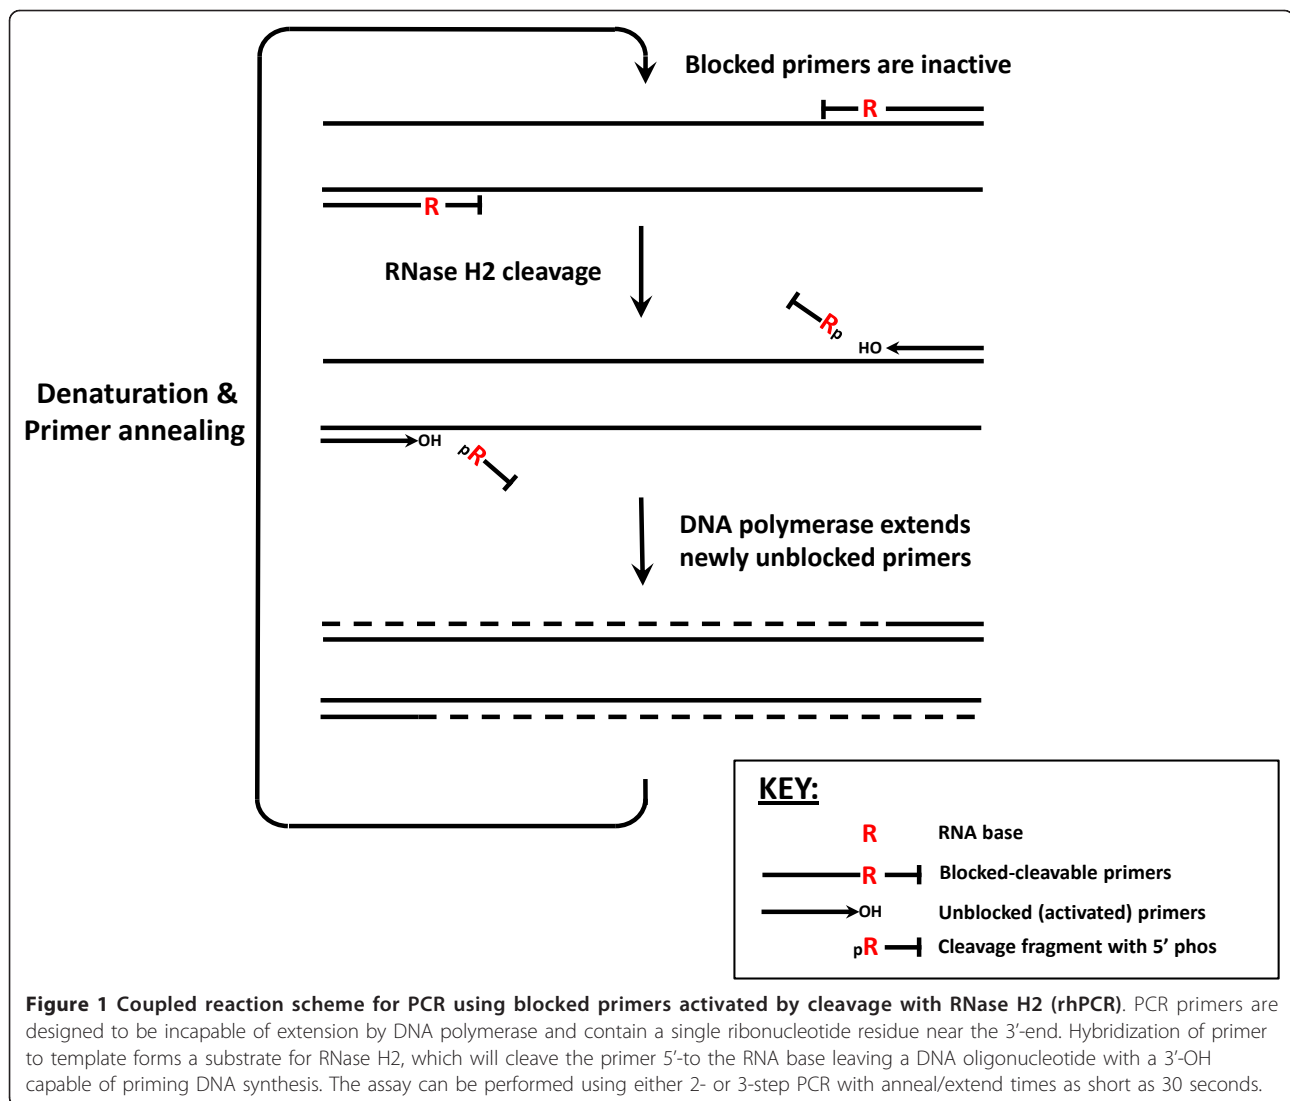 Blocked primers are inactive
R
R
RNase H2 cleavage
Rp
HO
Denaturation &
Primer annealing
OH
pR
DNA polymerase extends
newly unblocked primers
KEY:
R RNA base
R Blocked-cleavable primers
OH Unblocked (activated) primers
pR Cleavage fragment with 5’ phos
Figure 1 Coupled reaction scheme for PCR using blocked primers activated by cleavage with RNase H2 (rhPCR). PCR primers are
designed to be incapable of extension by DNA polymerase and contain a single ribonucleotide residue near the 3’-end. Hybridization of primer
to template forms a substrate for RNase H2, which will cleave the primer 5’-to the RNA base leaving a DNA oligonucleotide with a 3’-OH
capable of priming DNA synthesis. The assay can be performed using either 2- or 3-step PCR with anneal/extend times as short as 30 seconds.